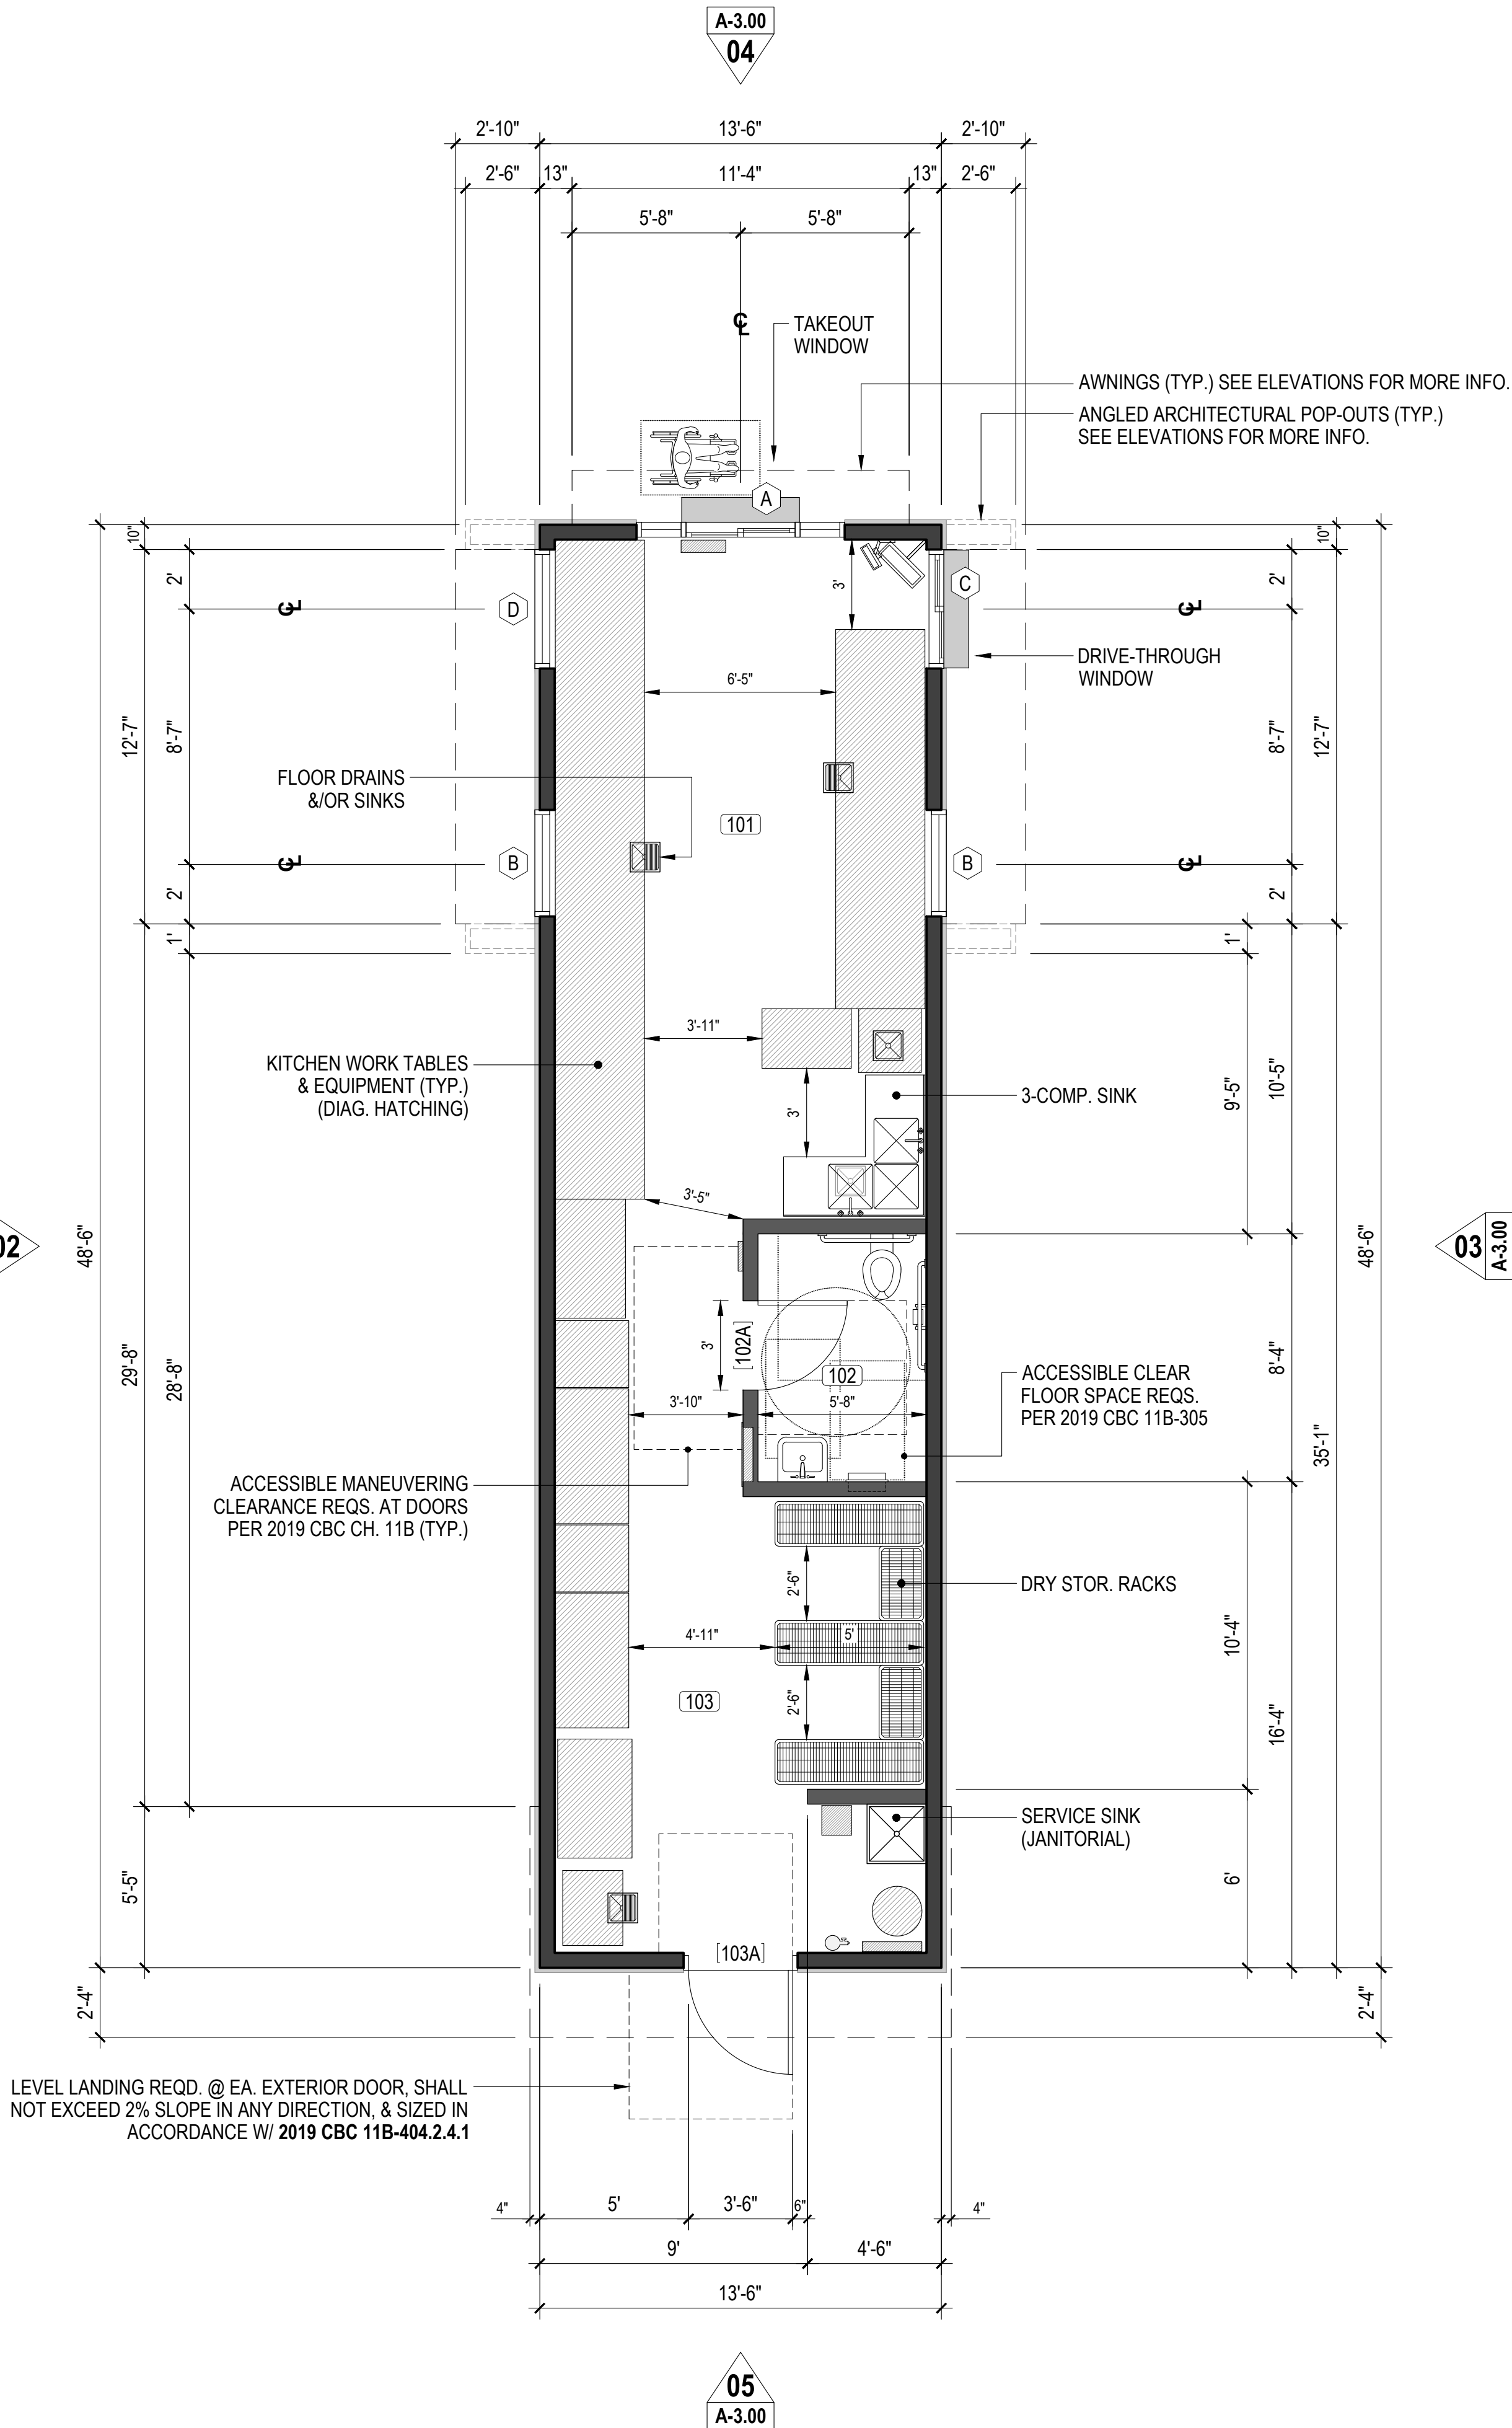 A-3.00
04
2'-10"
13'-6"
2'-10"
2'-6"
13"
11'-4"
13"
2'-6"
5'-8"
5'-8"
TAKEOUT
WINDOW
AWNINGS (TYP.) SEE ELEVATIONS FOR MORE INFO.
ANGLED ARCHITECTURAL POP-OUTS (TYP.)
SEE ELEVATIONS FOR MORE INFO.
A
10"
10"
2'
3'
C
2'
D
DRIVE-THROUGH
WINDOW
6'-5"
12'-7"
8'-7"
8'-7"
12'-7"
FLOOR DRAINS
&/OR SINKS
101
B
B
2'
2'
1'
1'
3'-11"
KITCHEN WORK TABLES
& EQUIPMENT (TYP.)
(DIAG. HATCHING)
3-COMP. SINK
9'-5"
10'-5"
3'
3'-5"
48'-6"
02
48'-6"
03
A-3.00
29'-8"
28'-8"
3'
[102A]
102
8'-4"
3'-10"
5'-8"
ACCESSIBLE CLEAR
FLOOR SPACE REQS.
PER 2019 CBC 11B-305
35'-1"
ACCESSIBLE MANEUVERING
CLEARANCE REQS. AT DOORS
PER 2019 CBC CH. 11B (TYP.)
2'-6"
DRY STOR. RACKS
4'-11"
5'
10'-4"
103
2'-6"
16'-4"
SERVICE SINK
(JANITORIAL)
5'-5"
6'
[103A]
2'-4"
2'-4"
LEVEL LANDING REQD. @ EA. EXTERIOR DOOR, SHALL
NOT EXCEED 2% SLOPE IN ANY DIRECTION, & SIZED IN
ACCORDANCE W/ 2019 CBC 11B-404.2.4.1
4"
5'
3'-6"
6"
4"
9'
4'-6"
13'-6"
05
A-3.00